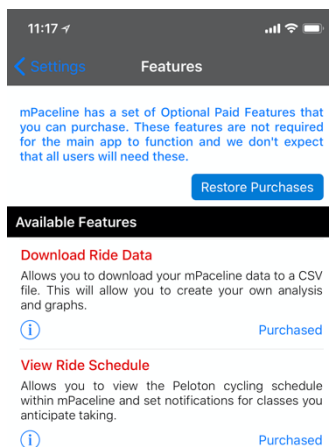 11:17
Settings
Features
mPaceline has a set of Optional Paid Features that
you can purchase. These features are not required
for the main app to function and we don't expect
that all users will need these.
Restore Purchases
Available Features
Download Ride Data
Allows you to download your mPaceline data to a CSV
file. This will allow you to create your own analysis
and graphs.
Purchased
View Ride Schedule
Allows you to view the Peloton cycling schedule
within mPaceline and set notifications for classes you
anticipate taking.
Purchased